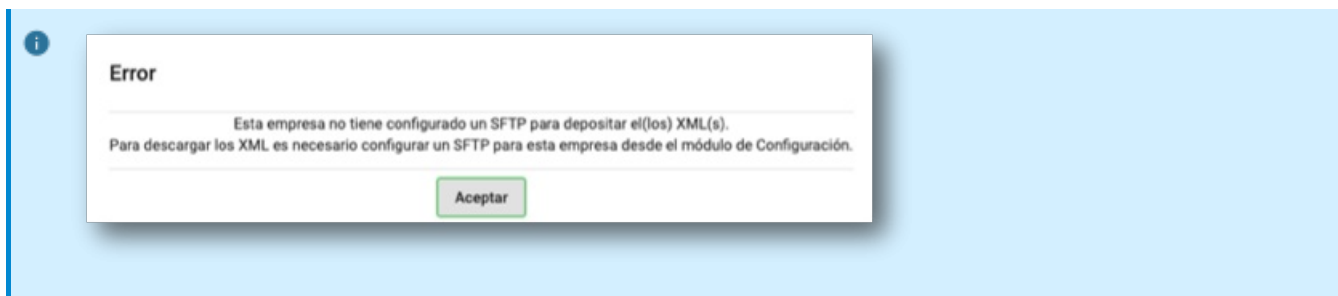 Error
Esta empresa no tiene configurado un SFTP para depositar el(los) XML(s).
Para descargar los XML es necesario configurar un SFTP para esta empresa desde el módulo de Configuración.
Aceptar